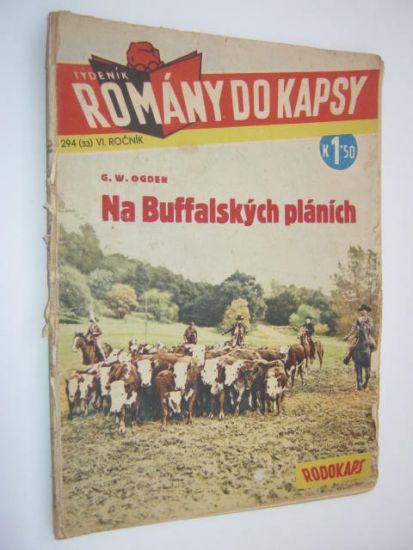 TÝDENÍK
ROMÁNY DO KAPSY
294 (33) VI. ROČNÍK
K 1·50
G. W. OGDEN
Na Buffalských pláních
RODOKAPS